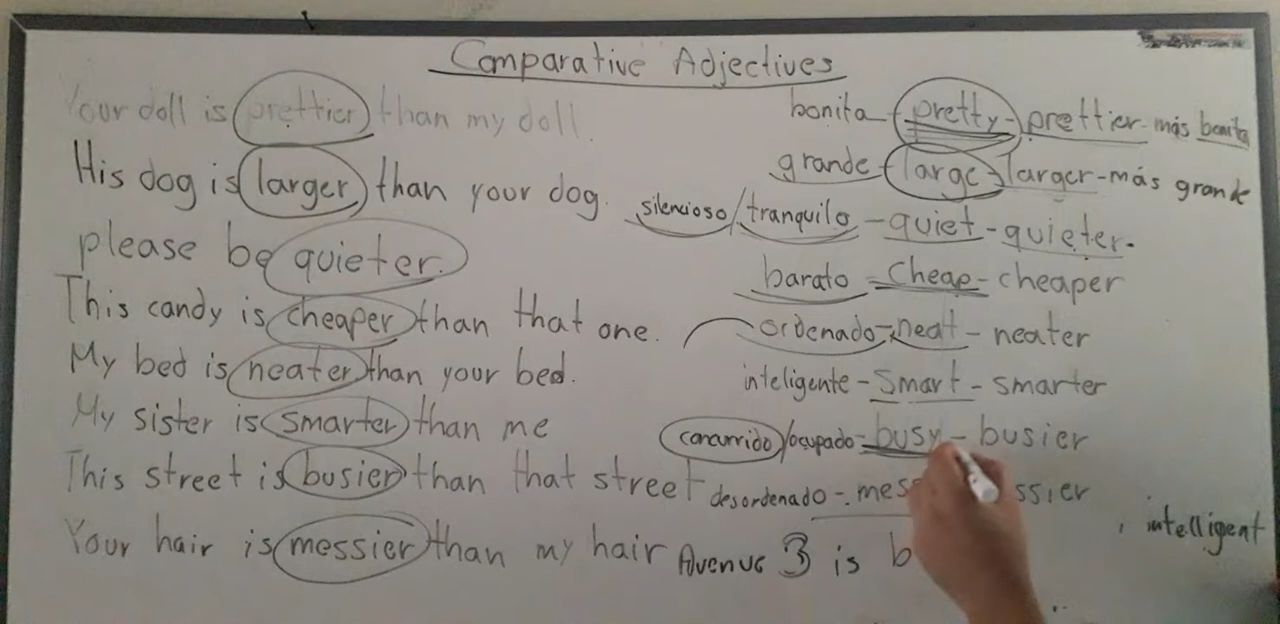 Comparative Adjectives
Your doll is prettier than my doll.
His dog is larger than your dog.
please be quieter.
This candy is cheaper than that one.
My bed is neater than your bed.
My sister is smarter than me
This street is busier than that street
Your hair is messier than my hair
bonita - pretty - prettier - más bonita
grande - large - larger - más grande
silencioso/tranquilo - quiet - quieter.
barato = cheap - cheaper
ordenado - neat - neater
inteligente - smart - smarter
concurrido/ocupado - busy - busier
desordenado - mess ssier
Avenue 3 is b
, intelligent